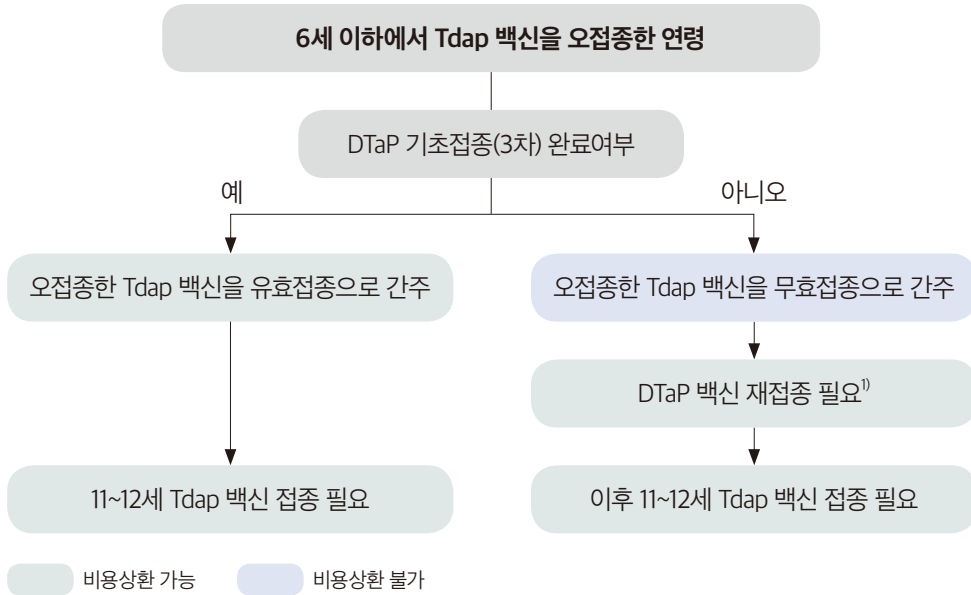 6세 이하에서 Tdap 백신을 오접종한 연령
DTaP 기초접종(3차) 완료여부
예
아니오
오접종한 Tdap 백신을 유효접종으로 간주
오접종한 Tdap 백신을 무효접종으로 간주
DTaP 백신 재접종 필요1)
11~12세 Tdap 백신 접종 필요
이후 11~12세 Tdap 백신 접종 필요
비용상환 가능
비용상환 불가